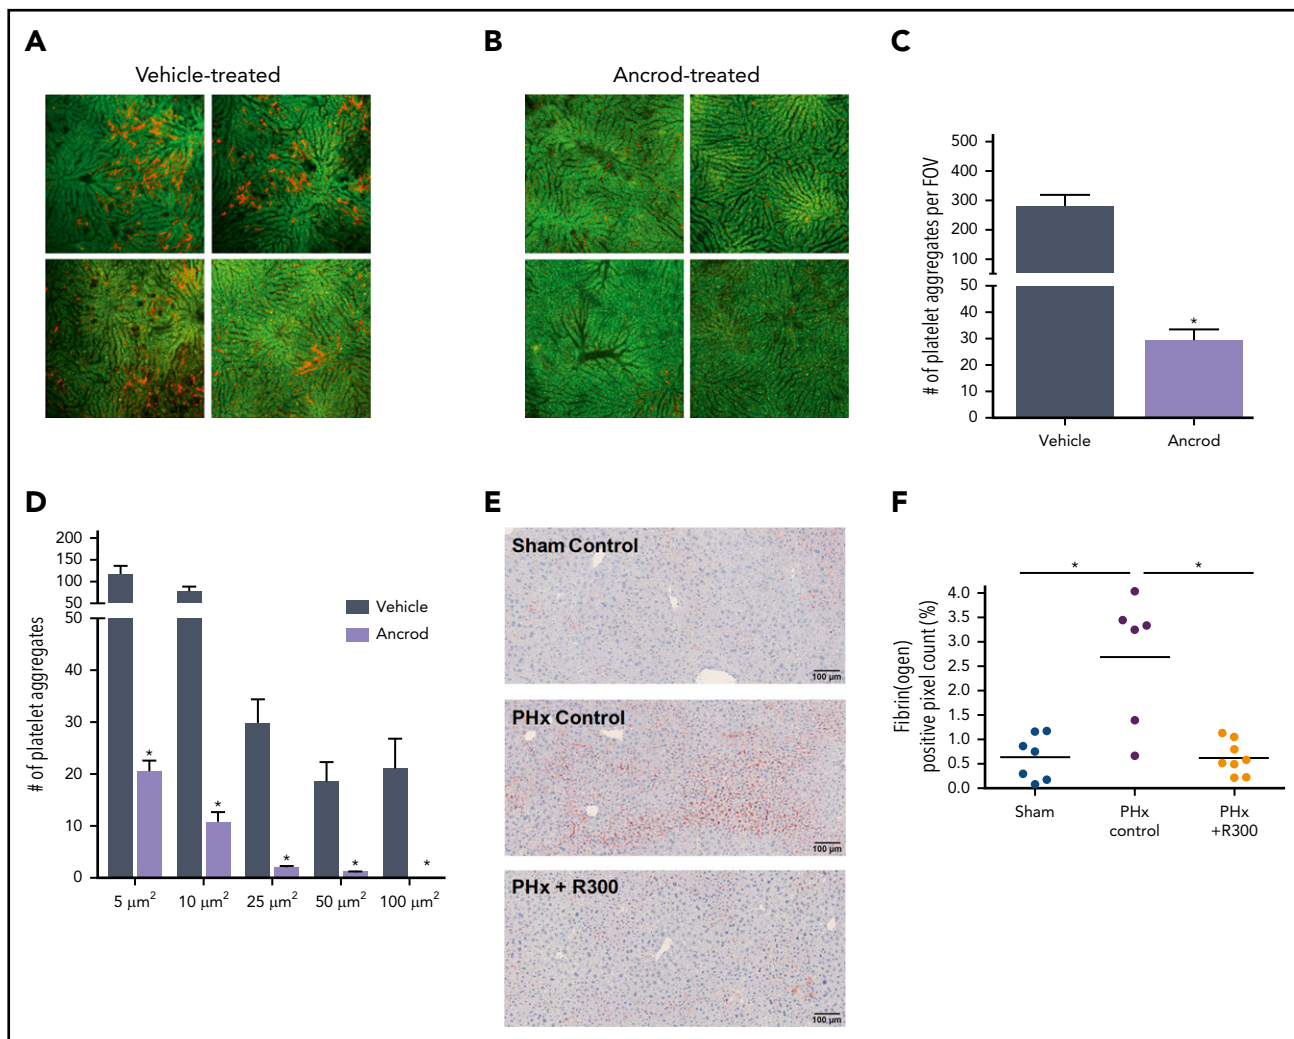 A
Vehicle-treated
B
Ancrod-treated
C
# of platelet aggregates per FOV
500
400
300
200
100
50
40
30
20
10
0
*
Vehicle
Ancrod
D
# of platelet aggregates
200
150
100
50
50
40
30
20
10
0
Vehicle
Ancrod
* * * * *
5 μm²
10 μm²
25 μm²
50 μm²
100 μm²
E
Sham Control
100 μm
PHx Control
100 μm
PHx + R300
100 μm
F
Fibrin(ogen)
positive pixel count (%)
* *
4.0
3.5
3.0
2.5
2.0
1.5
1.0
0.5
0.0
Sham
PHx
control
PHx
+R300